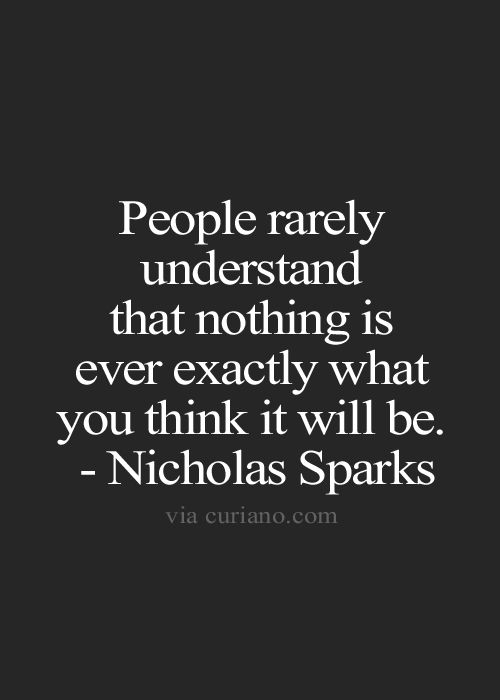 People rarely
understand
that nothing is
ever exactly what
you think it will be.
- Nicholas Sparks
via curiano.com